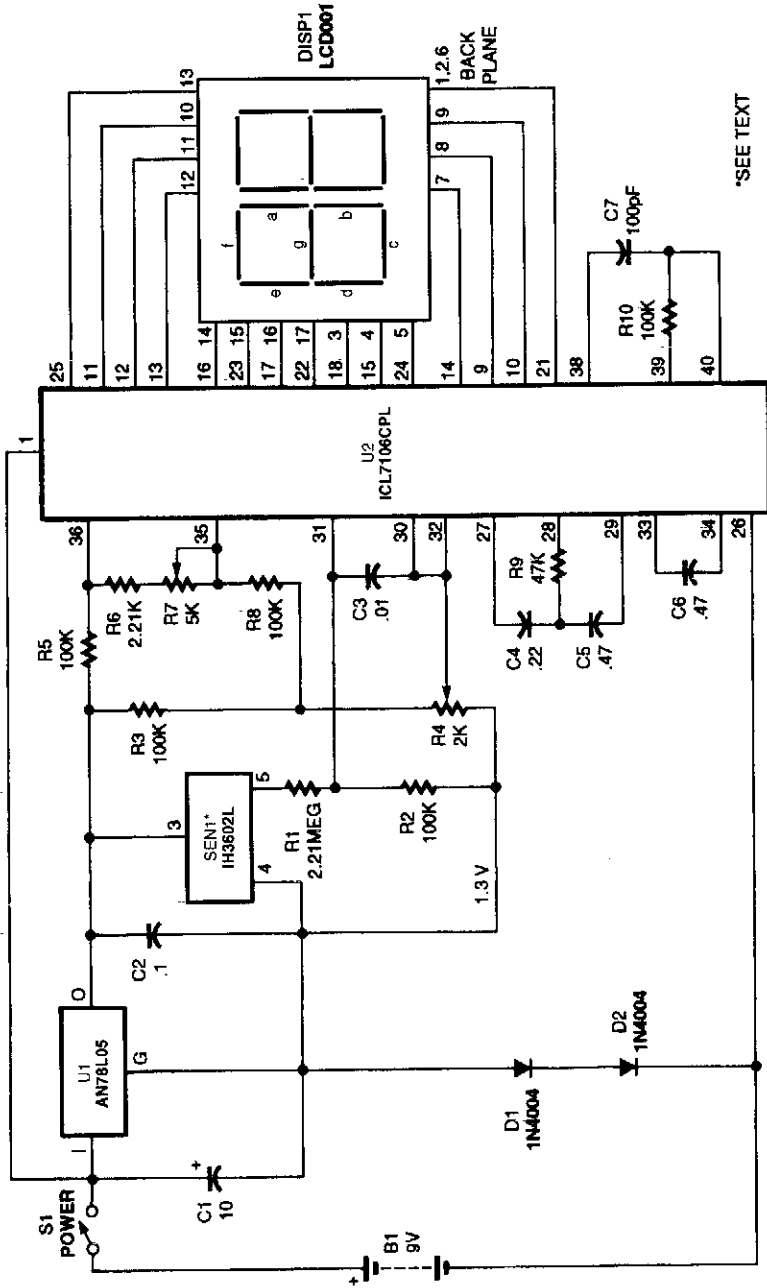 S1
POWER
B1
9V
+
C1
10
+
I
U1
AN78L05
O
G
C2
.1
SEN1*
IH3602L
3
4
5
R1
2.21MEG
R2
100K
1.3 V
R3
100K
R4
2K
R5
100K
R6
2.21K
R7
5K
R8
100K
C3
.01
C4
.22
C5
.47
R9
47K
C6
.47
D1
1N4004
D2
1N4004
36
35
31
30
32
27
28
29
33
34
26
U2
ICL7106CPL
1
25
11
12
13
16
23
17
22
18
15
24
14
9
10
21
38
39
40
13
10
11
12
14
15
16
17
3
4
5
7
8
9
1,2.6
BACK
PLANE
DISP1
LCD001
a
b
c
d
e
f
g
R10
100K
C7
100pF
*SEE TEXT